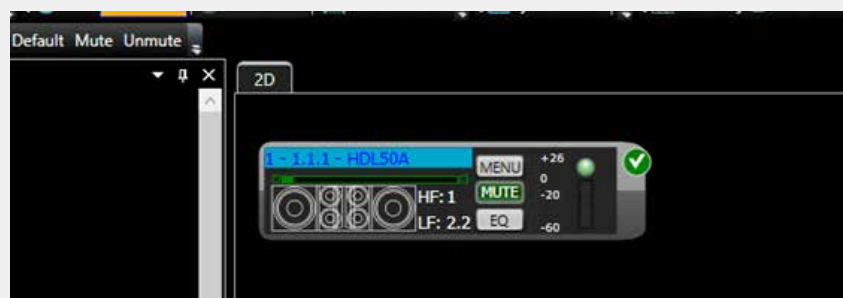 Default Mute Unmute
2D
1 - 1.1.1 - HDL50A
MENU
MUTE
EQ
HF: 1
LF: 2.2
+26
0
-20
-60